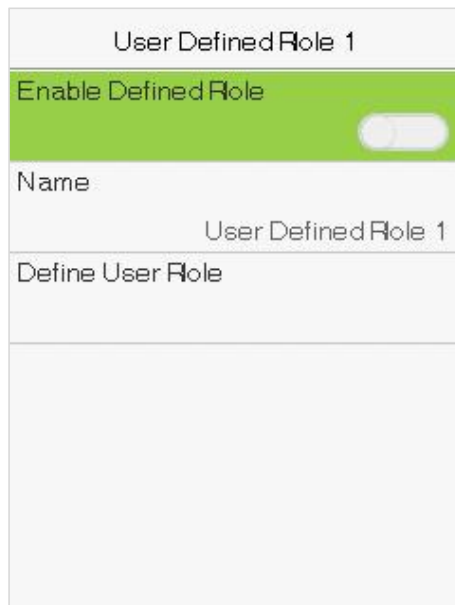 User Defined Role 1
Enable Defined Role
Name
User Defined Role 1
Define User Role